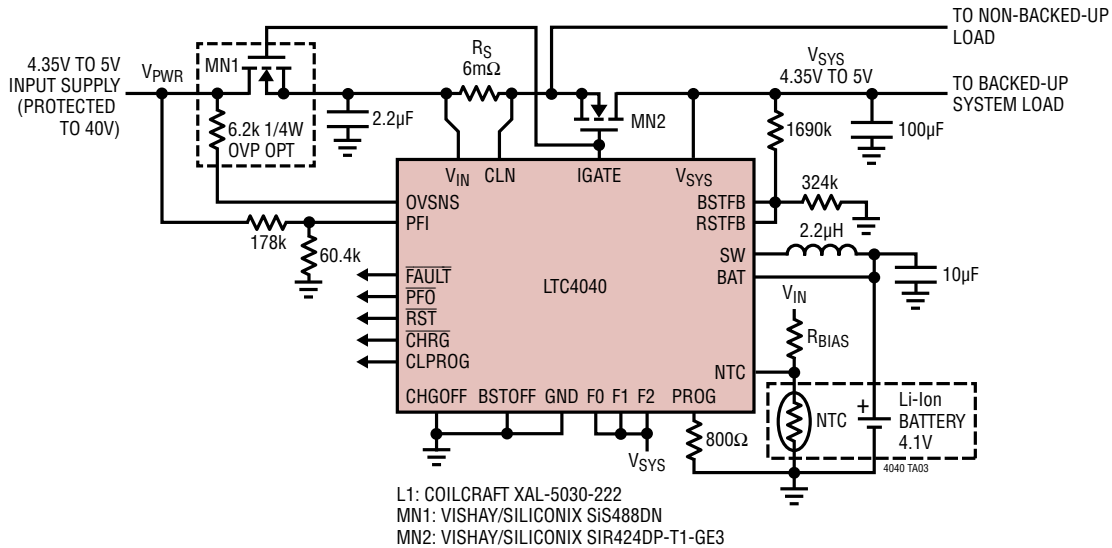 TO NON-BACKED-UP
LOAD
4.35V TO 5V
INPUT SUPPLY
(PROTECTED
TO 40V)
VPWR
MN1
RS
6mΩ
VSYS
4.35V TO 5V
TO BACKED-UP
SYSTEM LOAD
6.2k 1/4W
OVP OPT
2.2µF
MN2
1690k
100µF
VIN
CLN
IGATE
VSYS
OVSNS
PFI
BSTFB
RSTFB
324k
178k
60.4k
2.2µH
SW
BAT
10µF
FAULT
PFO
RST
CHRG
CLPROG
LTC4040
VIN
RBIAS
NTC
CHGOFF
BSTOFF
GND
F0
F1
F2
PROG
NTC
+
Li-Ion
BATTERY
4.1V
800Ω
VSYS
4040 TA03
L1: COILCRAFT XAL-5030-222
MN1: VISHAY/SILICONIX SiS488DN
MN2: VISHAY/SILICONIX SIR424DP-T1-GE3